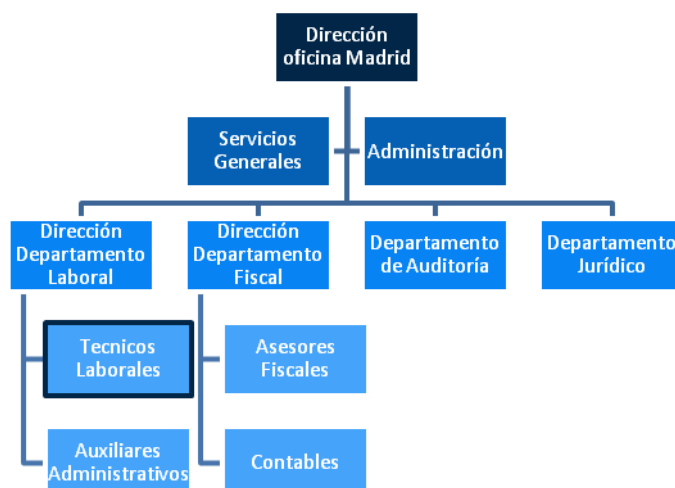 Dirección
oficina Madrid
Servicios
Generales
Administración
Dirección
Departamento
Laboral
Dirección
Departamento
Fiscal
Departamento
de Auditoría
Departamento
Jurídico
Tecnicos
Laborales
Asesores
Fiscales
Auxiliares
Administrativos
Contables